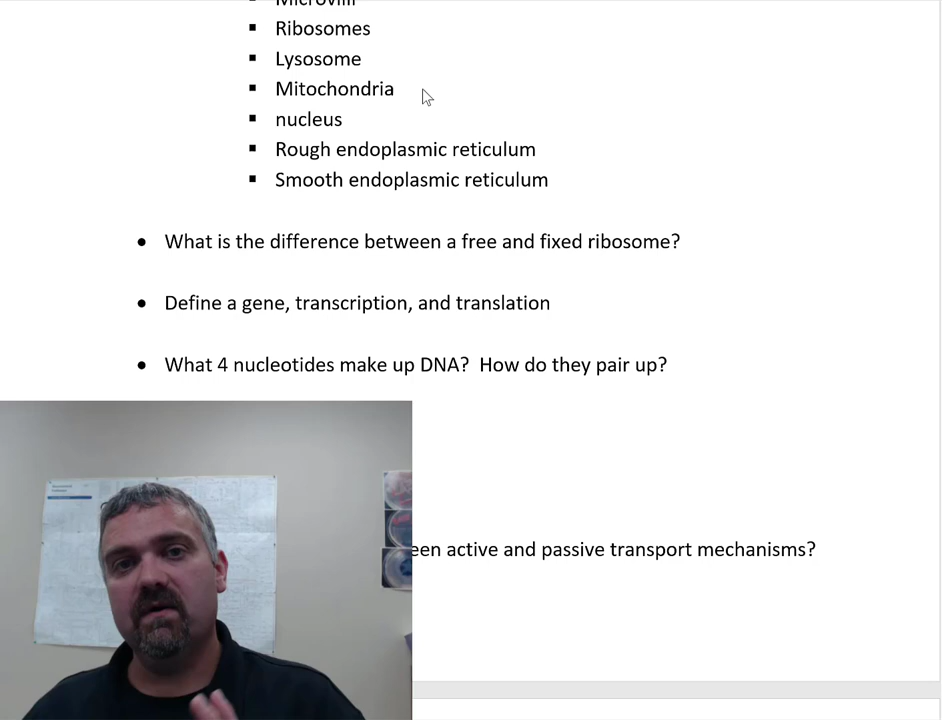 Microvilli
Ribosomes
Lysosome
Mitochondria
nucleus
Rough endoplasmic reticulum
Smooth endoplasmic reticulum
What is the difference between a free and fixed ribosome?
Define a gene, transcription, and translation
What 4 nucleotides make up DNA?  How do they pair up?
een active and passive transport mechanisms?